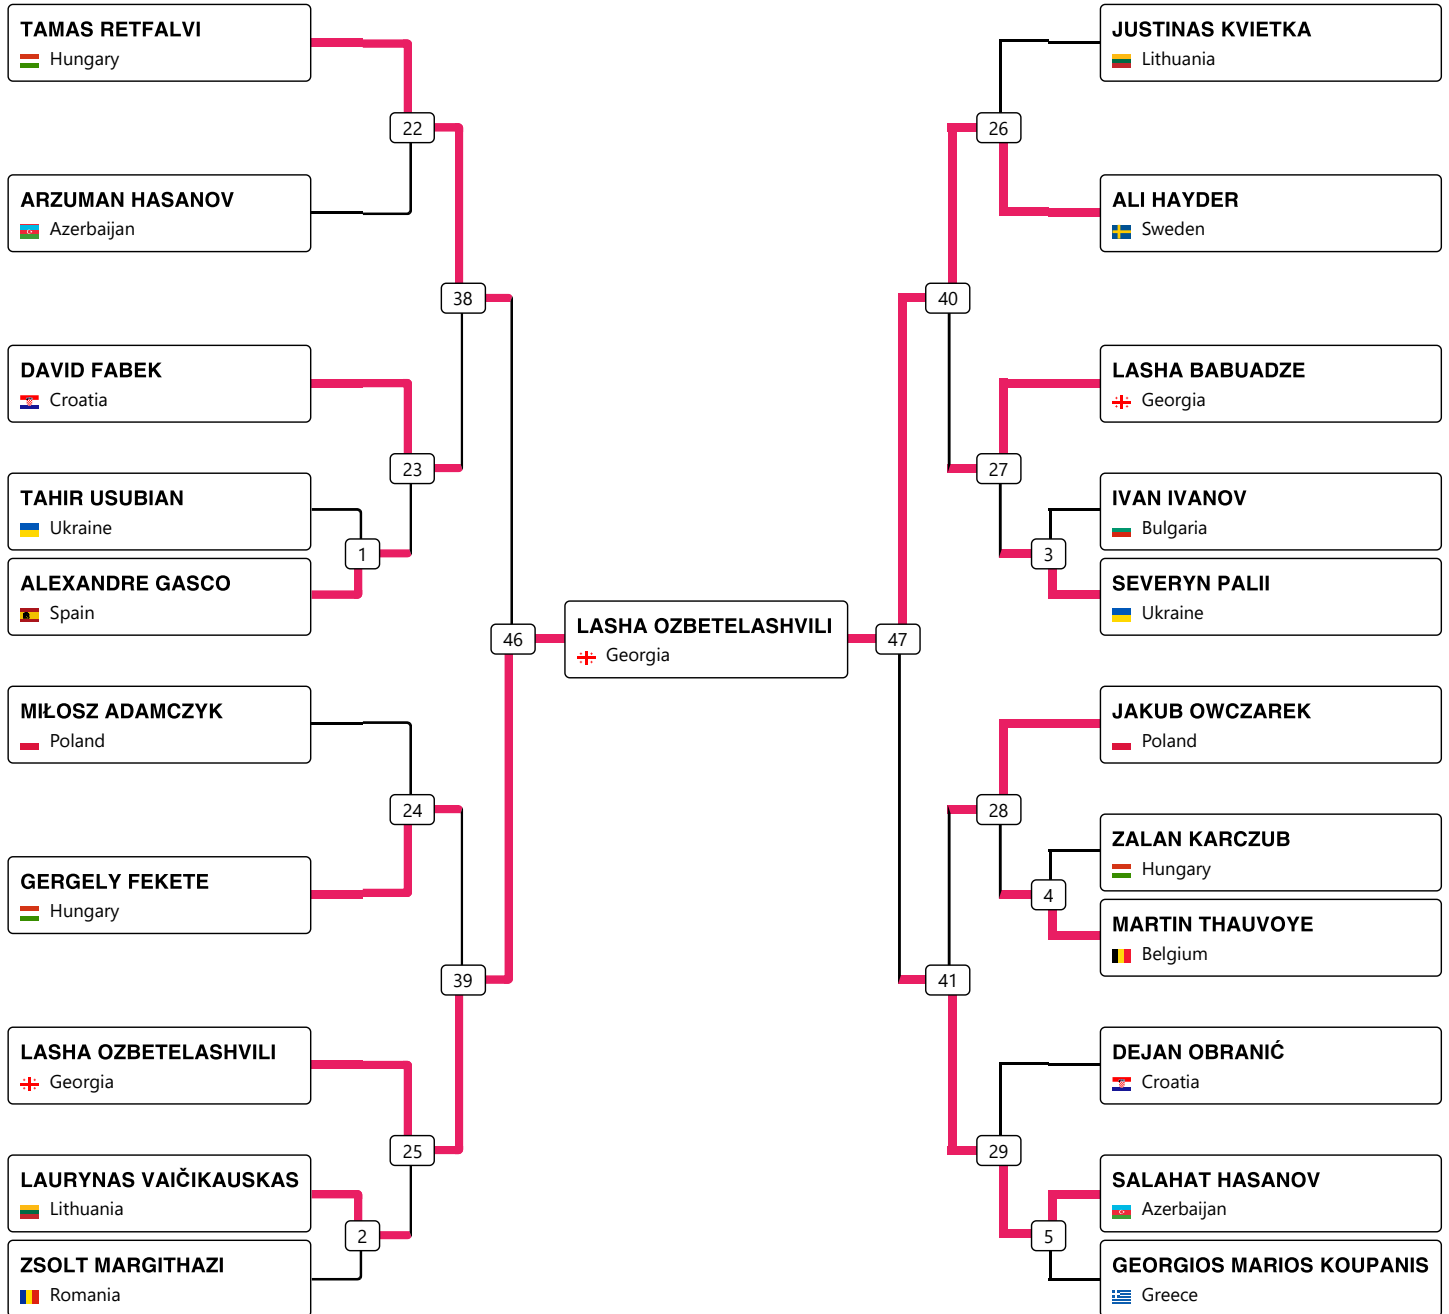 TAMAS RETFALVI
Hungary
22
ARZUMAN HASANOV
Azerbaijan
38
DAVID FABEK
Croatia
23
TAHIR USUBIAN
Ukraine
1
ALEXANDRE GASCO
Spain
46
MIŁOSZ ADAMCZYK
Poland
24
GERGELY FEKETE
Hungary
39
LASHA OZBETELASHVILI
Georgia
25
LAURYNAS VAIČIKAUSKAS
Lithuania
2
ZSOLT MARGITHAZI
Romania
LASHA OZBETELASHVILI
Georgia
JUSTINAS KVIETKA
Lithuania
26
ALI HAYDER
Sweden
40
LASHA BABUADZE
Georgia
27
IVAN IVANOV
Bulgaria
3
SEVERYN PALII
Ukraine
47
JAKUB OWCZAREK
Poland
28
ZALAN KARCZUB
Hungary
4
MARTIN THAUVOYE
Belgium
41
DEJAN OBRANIĆ
Croatia
29
SALAHAT HASANOV
Azerbaijan
5
GEORGIOS MARIOS KOUPANIS
Greece